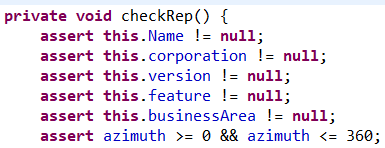 private void checkRep() {
    assert this.Name != null;
    assert this.corporation != null;
    assert this.version != null;
    assert this.feature != null;
    assert this.businessArea != null;
    assert azimuth >= 0 && azimuth <= 360;